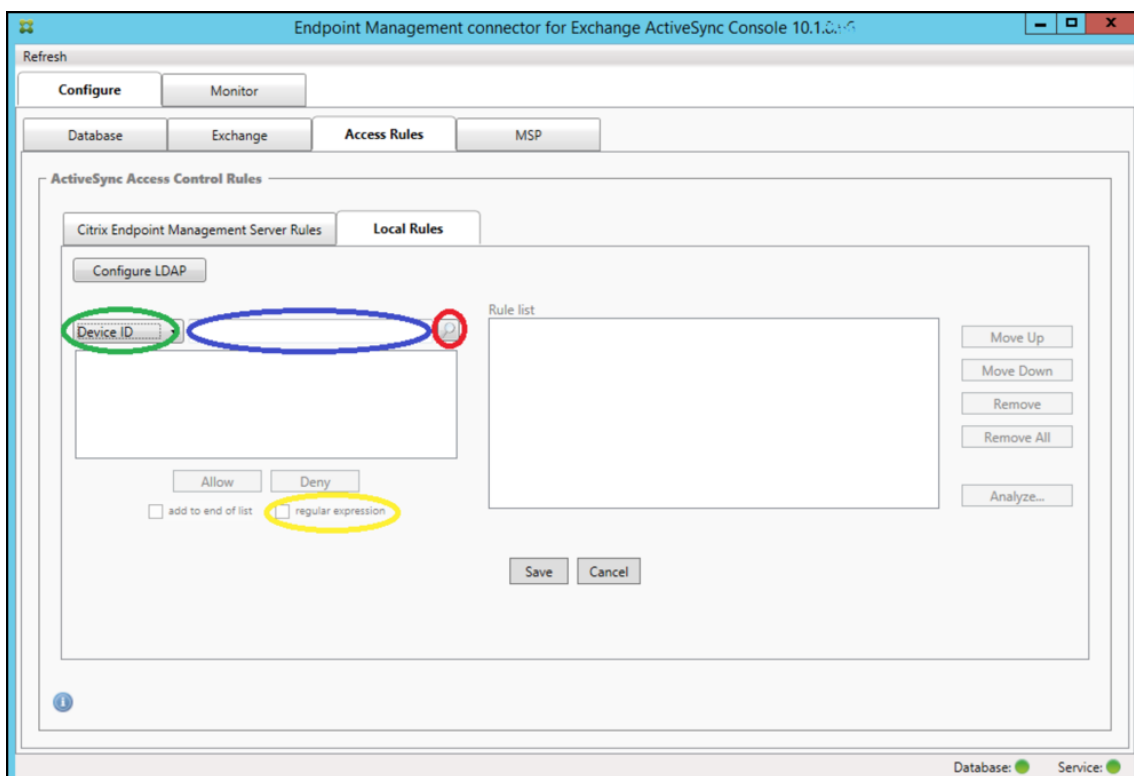 Endpoint Management connector for Exchange ActiveSync Console 10.1.
Refresh
Configure Monitor
Database Exchange Access Rules MSP
ActiveSync Access Control Rules
Citrix Endpoint Management Server Rules Local Rules
Configure LDAP
Rule list
Device ID
Move Up
Move Down
Remove
Remove All
Allow Deny
Analyze...
add to end of list regular expression
Save Cancel
Database: Service: